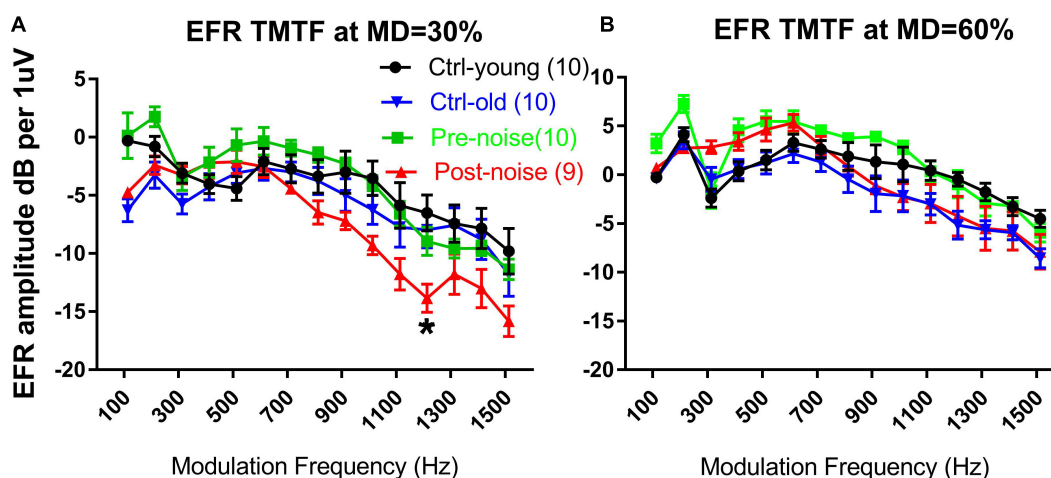 A
EFR TMTF at MD=30%
B
EFR TMTF at MD=60%
EFR amplitude dB per 1uV
Ctrl-young (10)
Ctrl-old (10)
Pre-noise(10)
Post-noise (9)
5
0
-5
-10
-15
-20
*
100
300
500
700
900
1100
1300
1500
Modulation Frequency (Hz)
10
5
0
-5
-10
-15
-20
100
300
500
700
900
1100
1300
1500
Modulation Frequency (Hz)